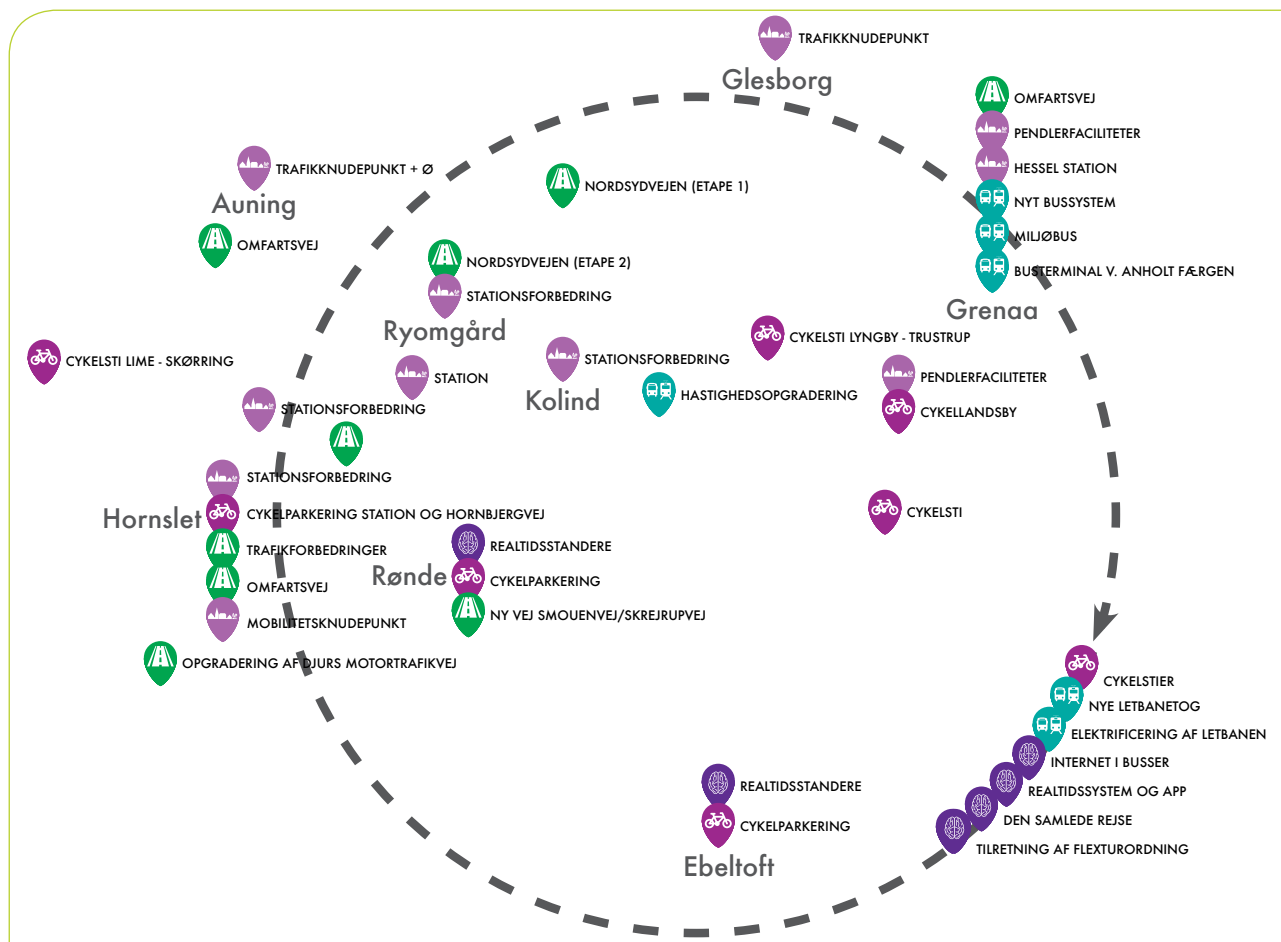 TRAFIKKNUDEPUNKT
Glesborg
OMFARTSVEJ
PENDLERFACILITETER
HESSEL STATION
NYT BUSSYSTEM
MILJØBUS
BUSTERMINAL V. ANHOLT FÆRGEN
Grenaa
TRAFIKKNUDEPUNKT + Ø
Auning
OMFARTSVEJ
NORDSYDVEJEN (ETAPE 1)
NORDSYDVEJEN (ETAPE 2)
STATIONSFORBEDRING
Ryomgård
CYKELSTI LYNGBY - TRUSTRUP
CYKELSTI LIME - SKØRRING
STATION
STATIONSFORBEDRING
Kolind
HASTIGHEDSOPGRADERING
PENDLERFACILITETER
CYKELLANDSBY
STATIONSFORBEDRING
STATIONSFORBEDRING
Hornslet
CYKELPARKERING STATION OG HORNBJERGVEJ
TRAFIKFORBEDRINGER
OMFARTSVEJ
MOBILITETSKNUDEPUNKT
OPGRADERING AF DJURS MOTORTRAFIKVEJ
CYKELSTI
REALTIDSSTANDERE
Rønde
CYKELPARKERING
NY VEJ SMOUENVEJ/SKREJRUPVEJ
CYKELSTIER
NYE LETBANETOG
ELEKTRIFICERING AF LETBANEN
INTERNET I BUSSER
REALTIDSSYSTEM OG APP
DEN SAMLEDE REJSE
TILRETNING AF FLEXTURORDNING
REALTIDSSTANDERE
CYKELPARKERING
Ebeltoft